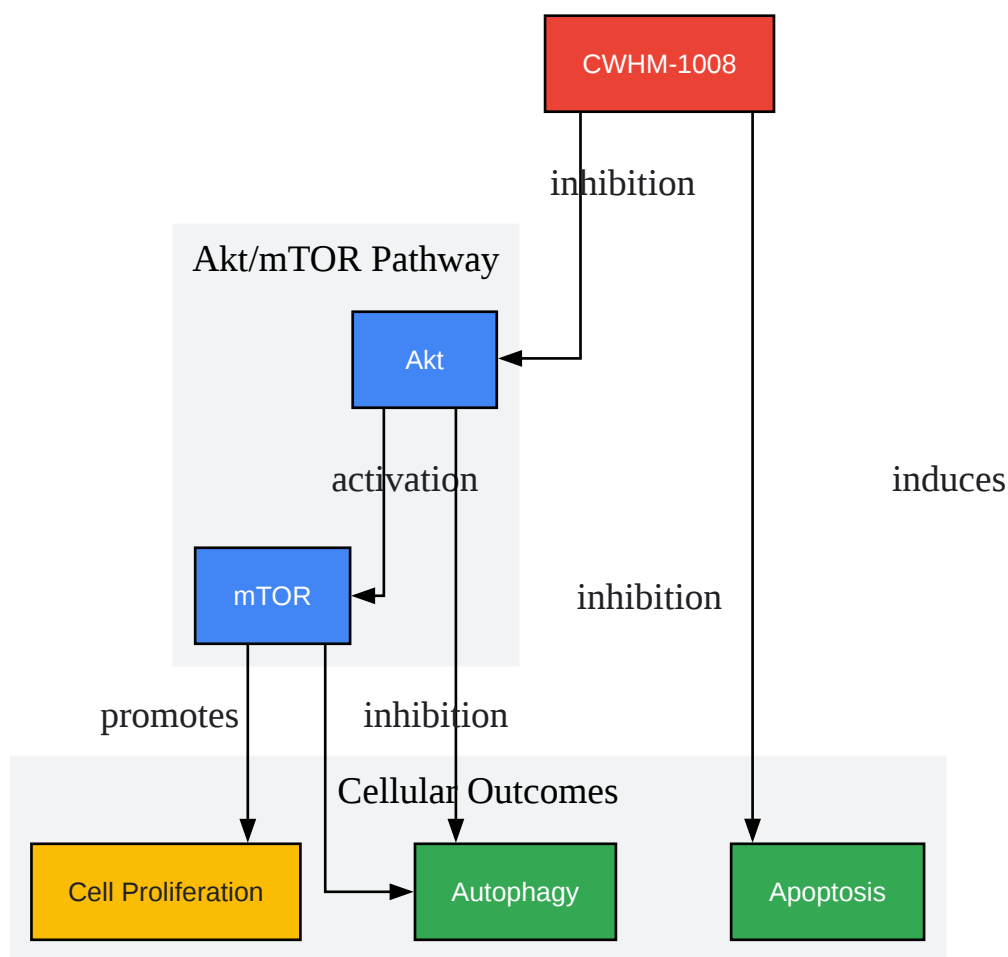 CWHM-1008
inhibition
Akt/mTOR Pathway
Akt
activation
induces
mTOR
inhibition
promotes
inhibition
Cellular Outcomes
Cell Proliferation
Autophagy
Apoptosis